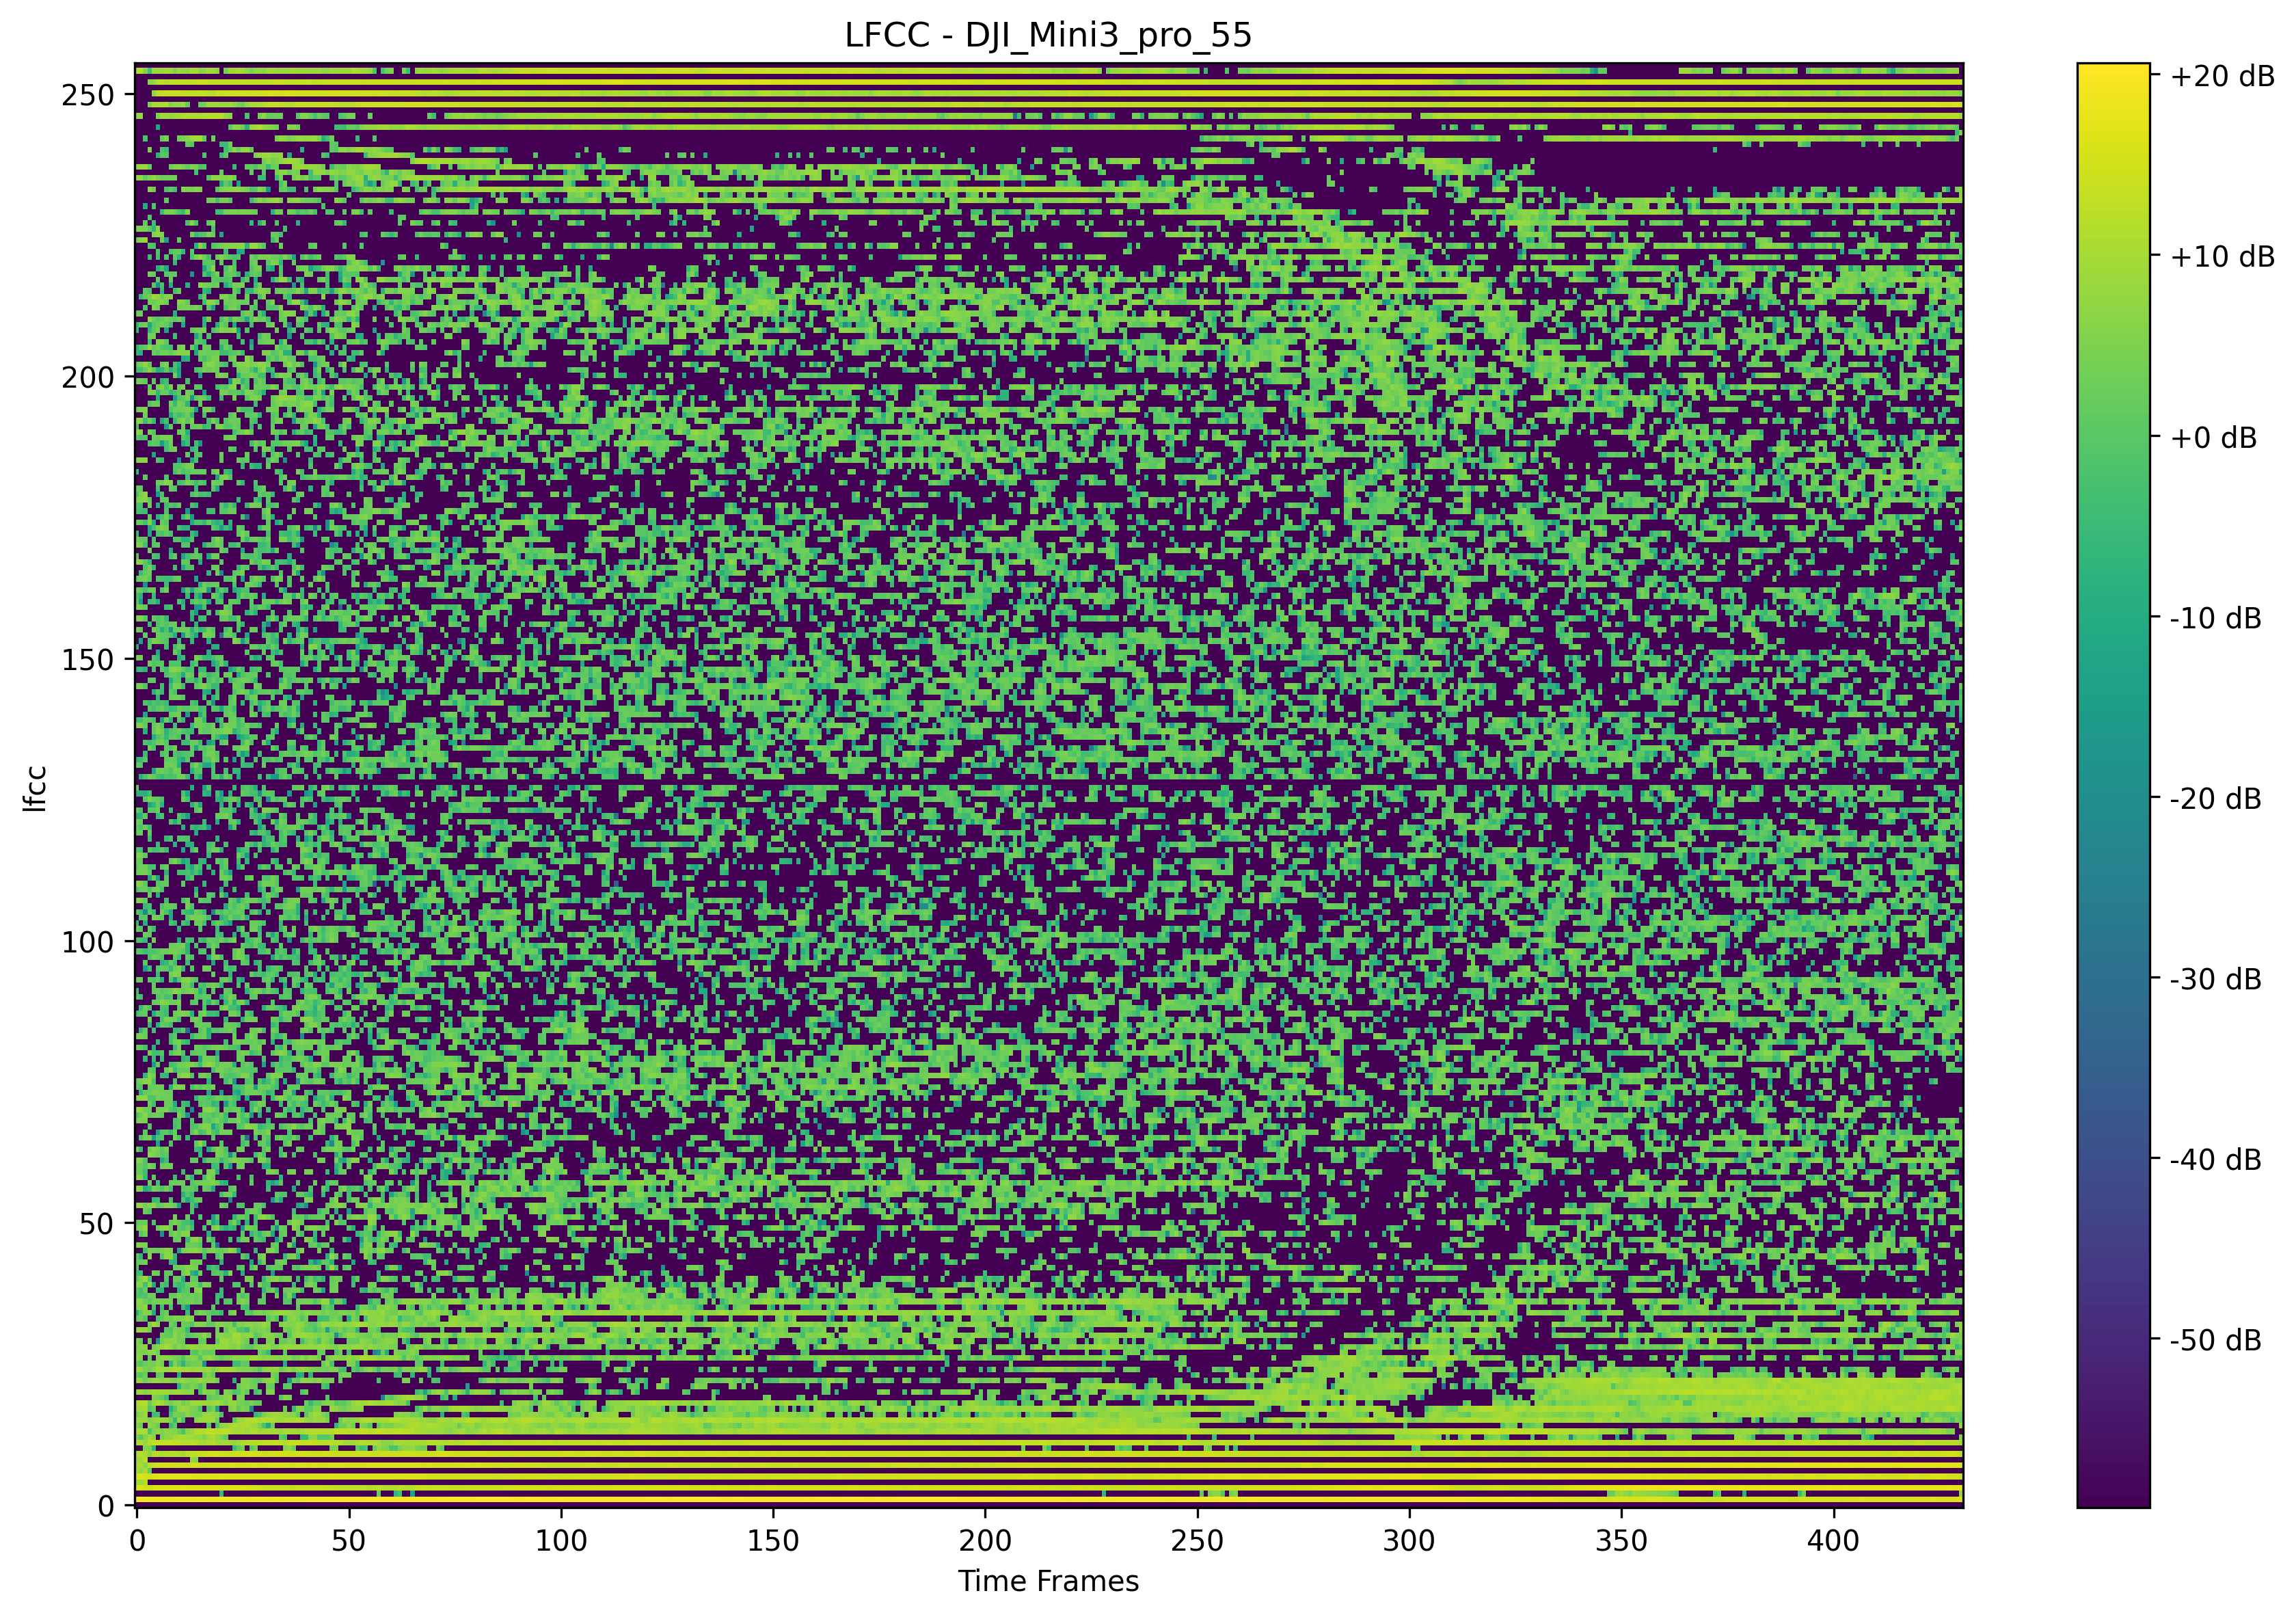 LFCC - DJI_Mini3_pro_55
250
200
150
100
50
0
lfcc
0 50 100 150 200 250 300 350 400
Time Frames
+20 dB
+10 dB
+0 dB
-10 dB
-20 dB
-30 dB
-40 dB
-50 dB